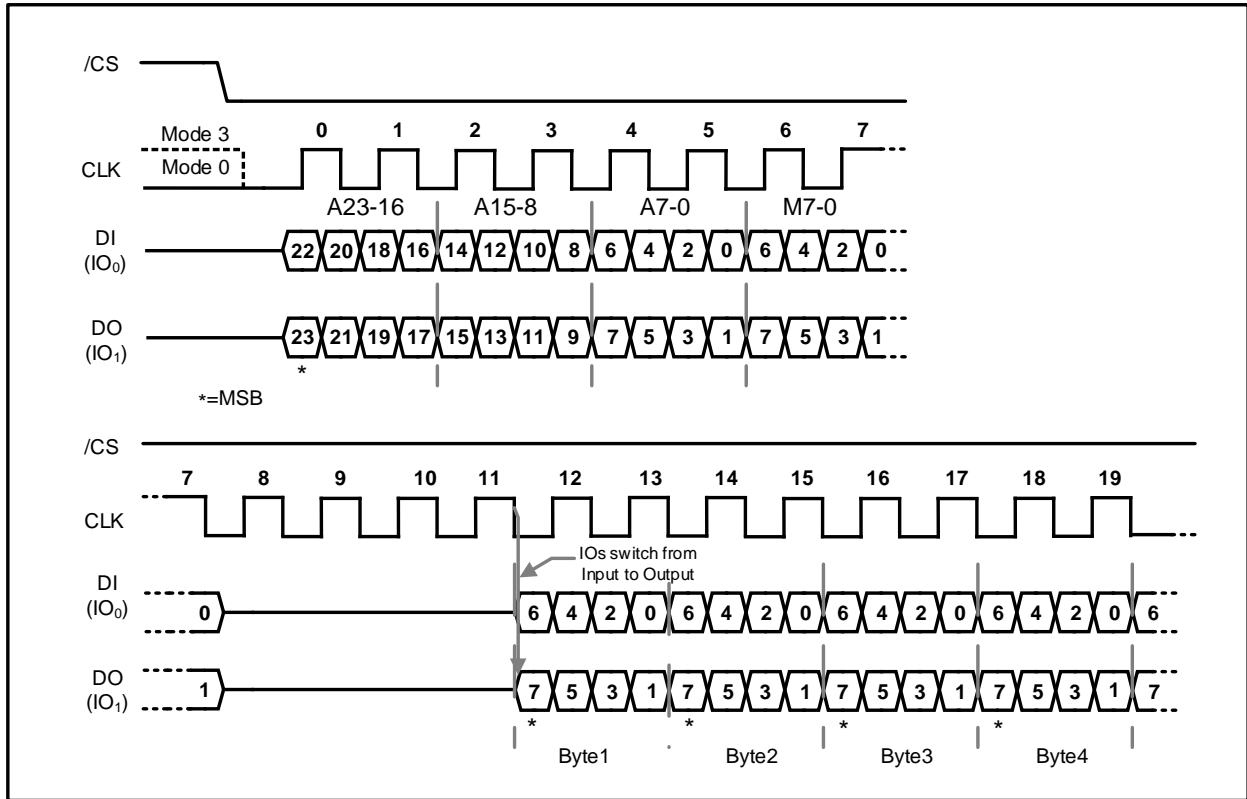 /CS
Mode 3
0 1 2 3 4 5 6 7
CLK
Mode 0
A23-16 A15-8 A7-0 M7-0
DI
(IO0)
22 20 18 16 14 12 10 8 6 4 2 0 6 4 2 0
DO
(IO1)
23 21 19 17 15 13 11 9 7 5 3 1 7 5 3 1
*
*=MSB
/CS
7 8 9 10 11 12 13 14 15 16 17 18 19
CLK
IOs switch from
Input to Output
DI
(IO0)
0 6 4 2 0 6 4 2 0 6 4 2 0 6 4 2 0 6
DO
(IO1)
1 7 5 3 1 7 5 3 1 7 5 3 1 7 5 3 1 7
* * * *
Byte1 Byte2 Byte3 Byte4